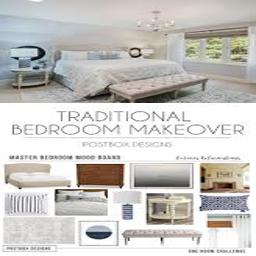 TRADITIONAL
BEDROOM MAKEOVER
POSTBOX DESIGNS
MASTER BEDROOM MOOD BOARD
POSTBOX DESIGNS
ONE ROOM CHALLENGE